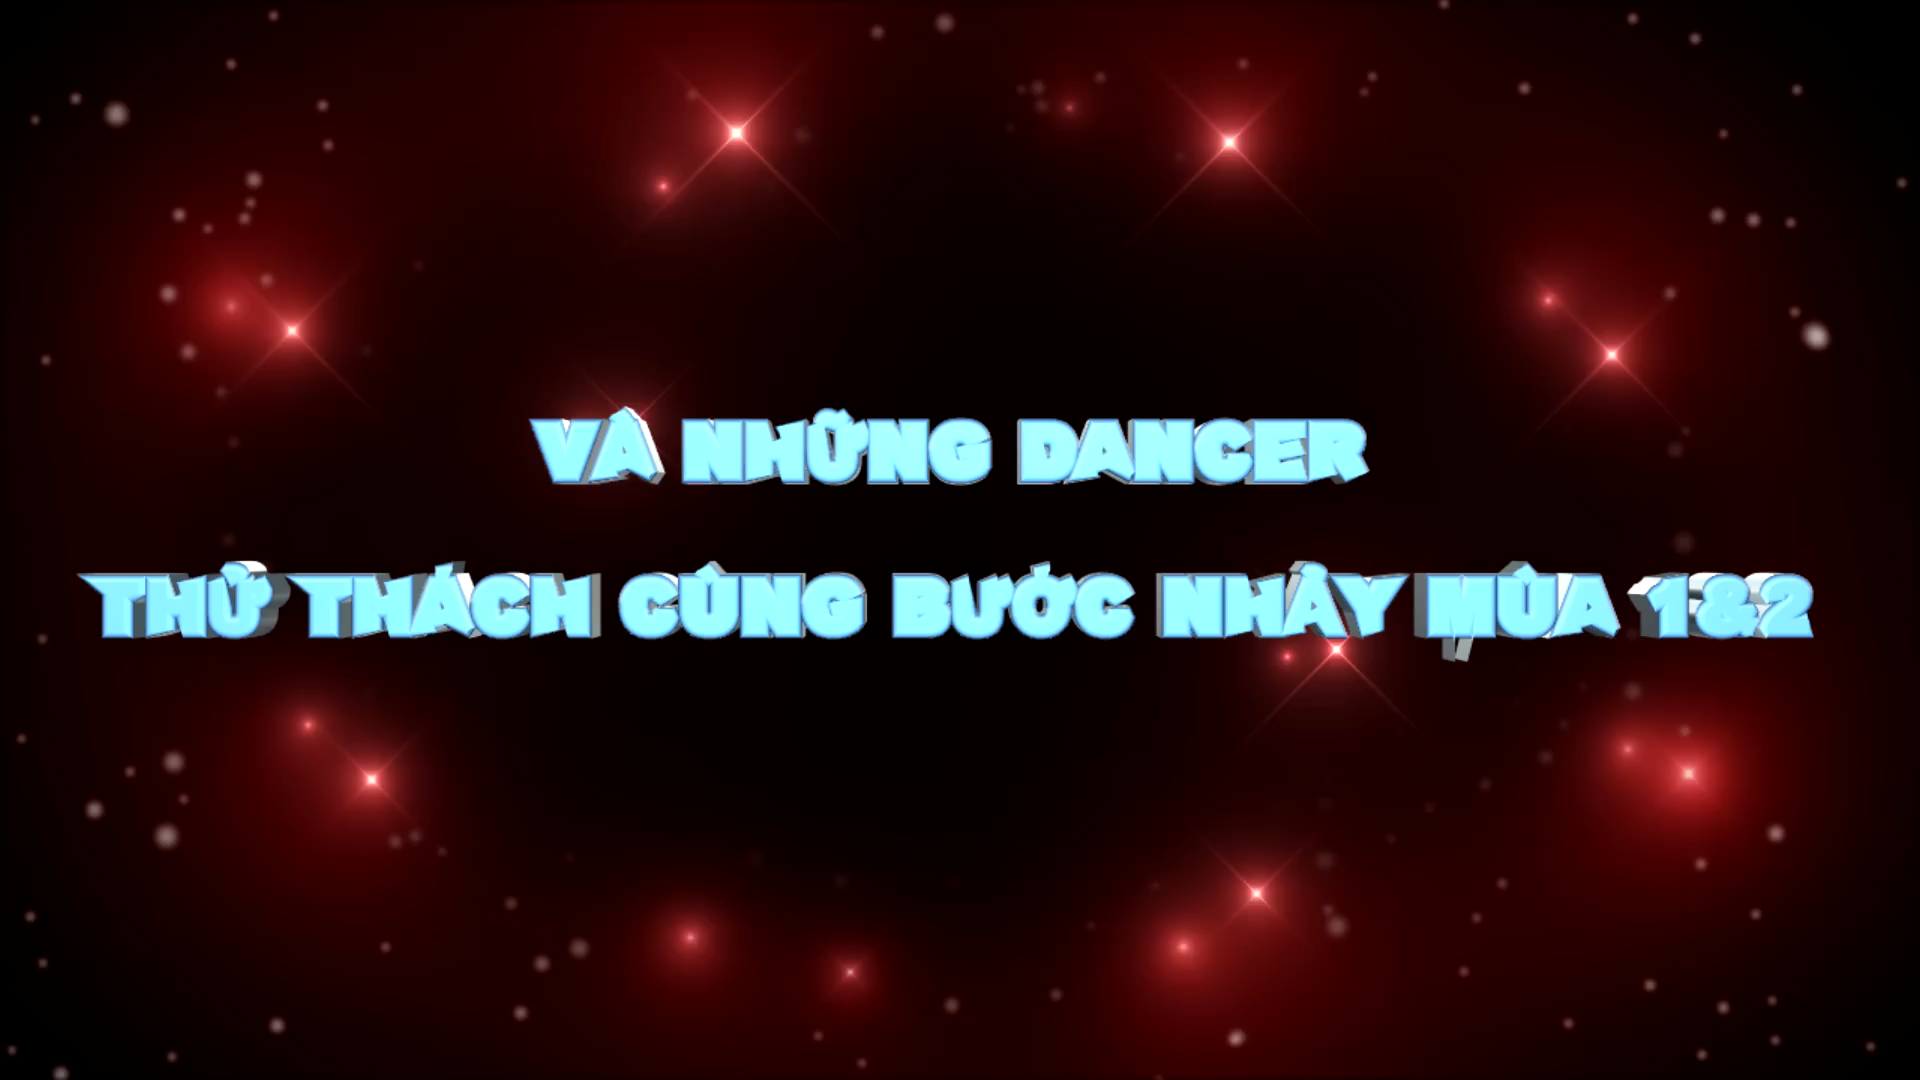 VÀ NHỮNG DANCER
THỬ THÁCH CÙNG BƯỚC NHẢY MÙA 1&2